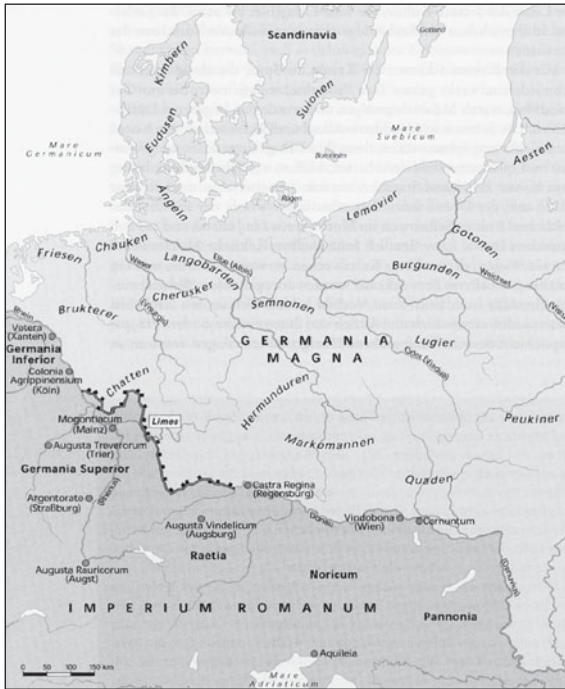 Scandinavia
Gotland
Kimbern
Suionen
Eudusen
Mare
Germanicum
Mare
Suebicum
Bornholm
Aesten
Angeln
Rügen
Lemovier
Gotonen
Friesen
Chauken
Langobarden
Elbe (Albis)
Burgunden
Weichsel
Weser
(Visurgis)
Cherusker
Semnonen
Brukterer
Rhein
Vetera
(Xanten)
Germania
Inferior
GERMANIA
MAGNA
Lugier
Oder (Viadua)
Colonia
Agrippinensium
(Köln)
Chatten
Hermunduren
Limes
Peukiner
Mogontiacum
(Mainz)
Markomannen
Augusta Treverorum
(Trier)
Germania Superior
Castra Regina
(Regensburg)
Quaden
Argentorate
(Straßburg)
(Rhenus)
Augusta Vindelicum
(Augsburg)
Donau
Vindobona
(Wien)
Carnuntum
Raetia
Augusta Rauricorum
(Augst)
Noricum
(Danuvius)
IMPERIUM ROMANUM
Pannonia
Aquileia
0 50 100 150 km
Mare
Adriaticum